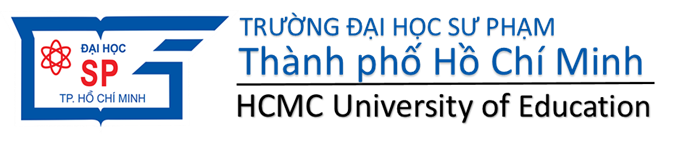 ĐẠI HỌC
SP
TP. HỒ CHÍ MINH
TRƯỜNG ĐẠI HỌC SƯ PHẠM
Thành phố Hồ Chí Minh
HCMC University of Education